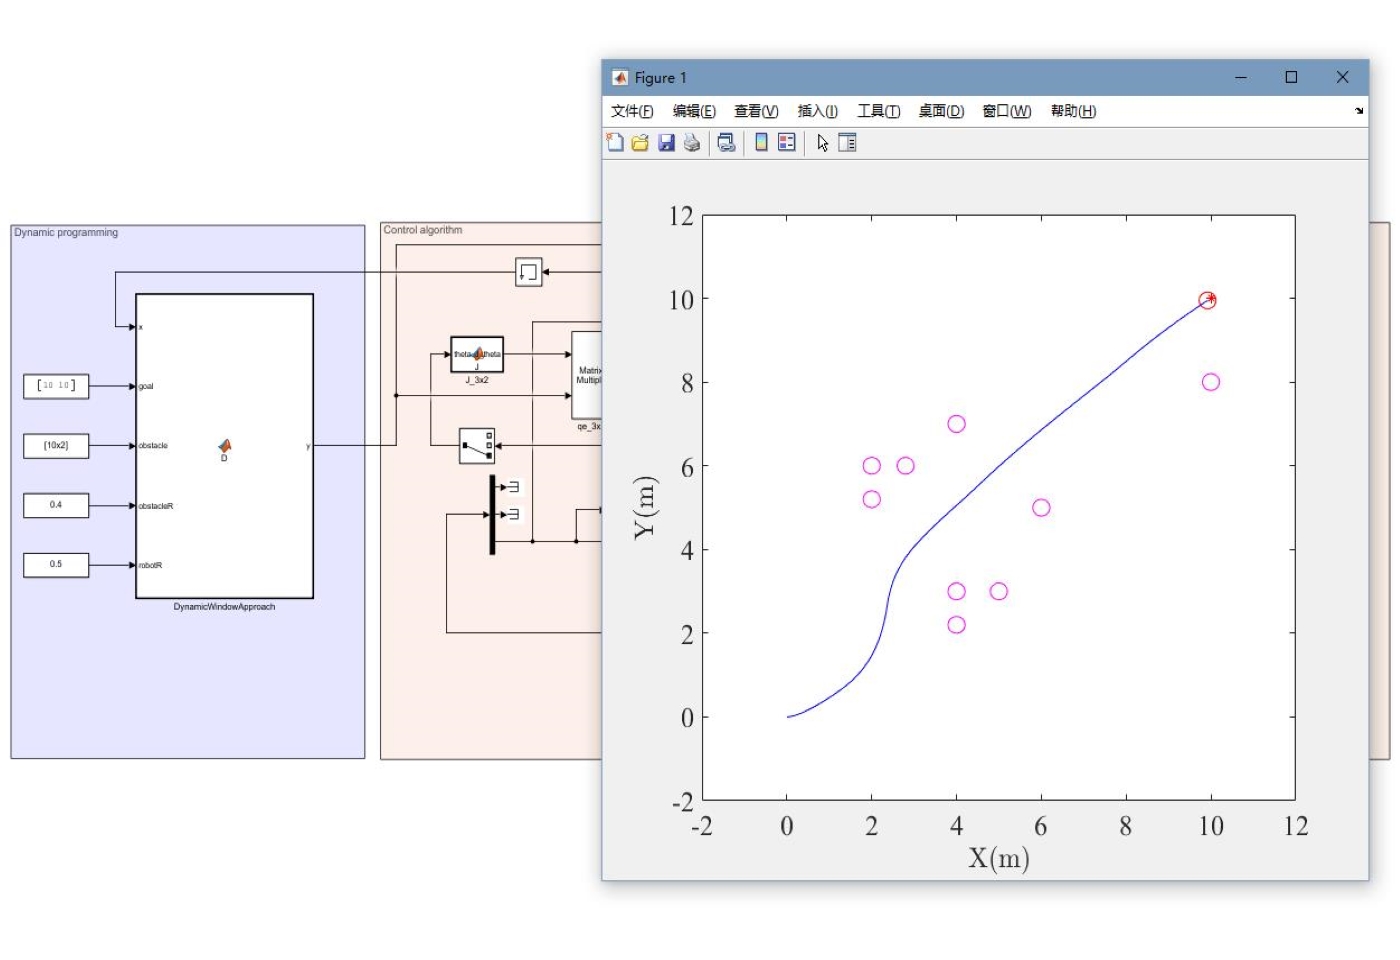 Figure 1
文件(F) 编辑(E) 查看(V) 插入(I) 工具(T) 桌面(D) 窗口(W) 帮助(H)
Dynamic programming
x
[10 10]
goal
[10x2]
obstacle
y
D
0.4
obstacleR
0.5
robotR
DynamicWindowApproach
Control algorithm
J
J_3x2
Matrix
Multipl
qe_3x
12
10
8
6
4
2
0
-2
Y(m)
-2 0 2 4 6 8 10 12
X(m)